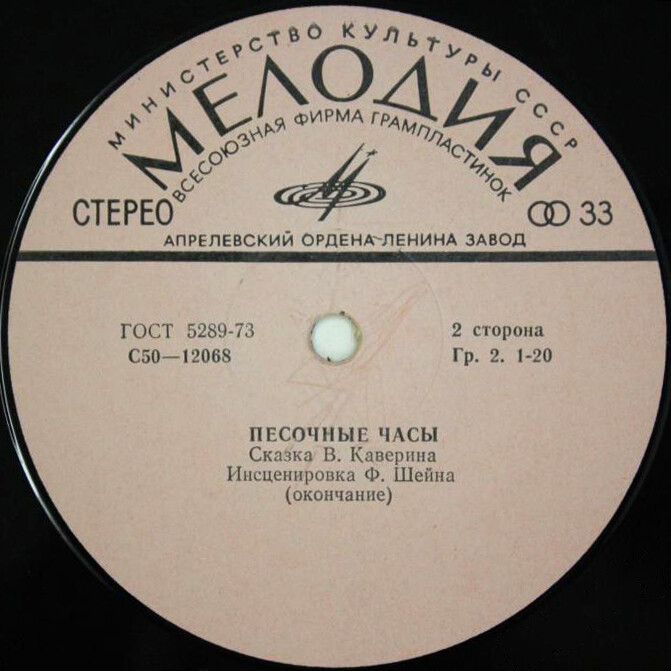 МИНИСТЕРСТВО КУЛЬТУРЫ СССР
МЕЛОДИЯ
ВСЕСОЮЗНАЯ ФИРМА ГРАМПЛАСТИНОК
СТЕРЕО
33
АПРЕЛЕВСКИЙ ОРДЕНА ЛЕНИНА ЗАВОД
ГОСТ 5289-73
2 сторона
С50—12068
Гр. 2. 1-20
ПЕСОЧНЫЕ ЧАСЫ
Сказка В. Каверина
Инсценировка Ф. Шейна
(окончание)